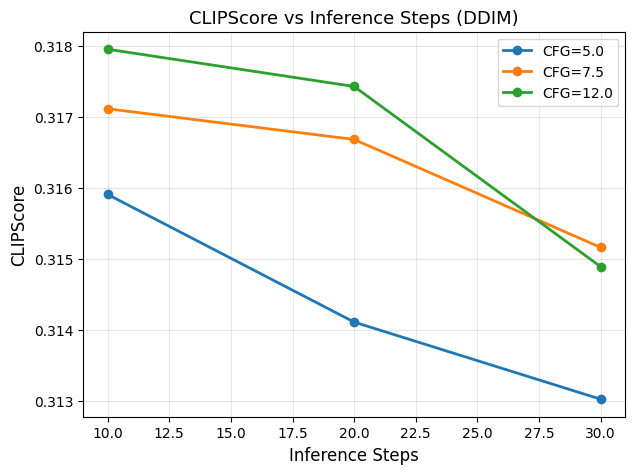 CLIPScore vs Inference Steps (DDIM)
CFG=5.0
CFG=7.5
CFG=12.0
CLIPScore
0.318
0.317
0.316
0.315
0.314
0.313
10.0 12.5 15.0 17.5 20.0 22.5 25.0 27.5 30.0
Inference Steps